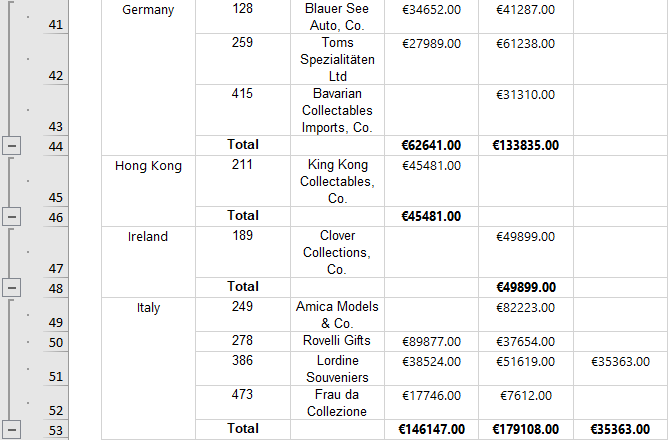 41 Germany 128 Blauer See €34652.00 €41287.00
Auto, Co.
42 259 Toms €27989.00 €61238.00
Spezialitäten
Ltd
43 415 Bavarian €31310.00
Collectables
Imports, Co.
44 Total €62641.00 €133835.00
45 Hong Kong 211 King Kong €45481.00
Collectables,
Co.
46 Total €45481.00
47 Ireland 189 Clover €49899.00
Collections,
Co.
48 Total €49899.00
49 Italy 249 Amica Models €82223.00
& Co.
50 278 Rovelli Gifts €89877.00 €37654.00
51 386 Lordine €38524.00 €51619.00 €35363.00
Souveniers
52 473 Frau da €17746.00 €7612.00
Collezione
53 Total €146147.00 €179108.00 €35363.00